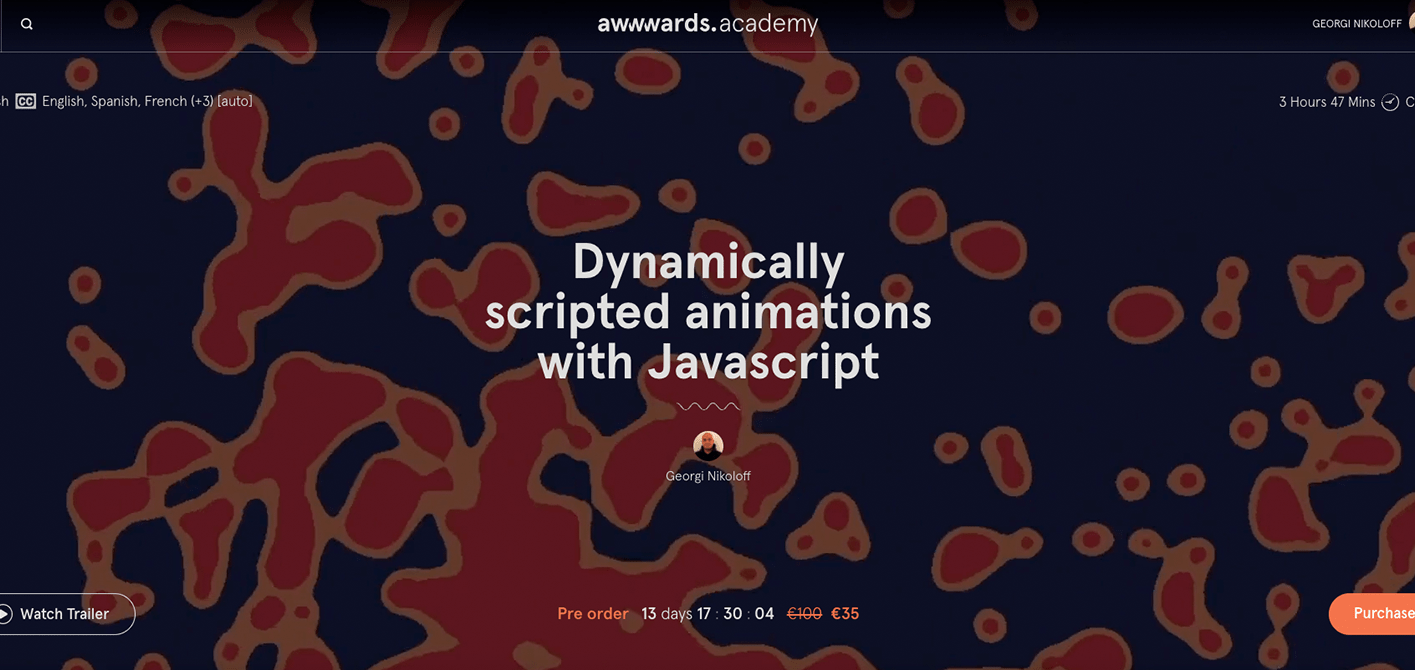 awwwards.academy
GEORGI NIKOLOFF
CC English, Spanish, French (+3) [auto]
3 Hours 47 Mins
Dynamically
scripted animations
with Javascript
Georgi Nikoloff
Watch Trailer
Pre order 13 days 17 : 30 : 04 €100 €35
Purchase